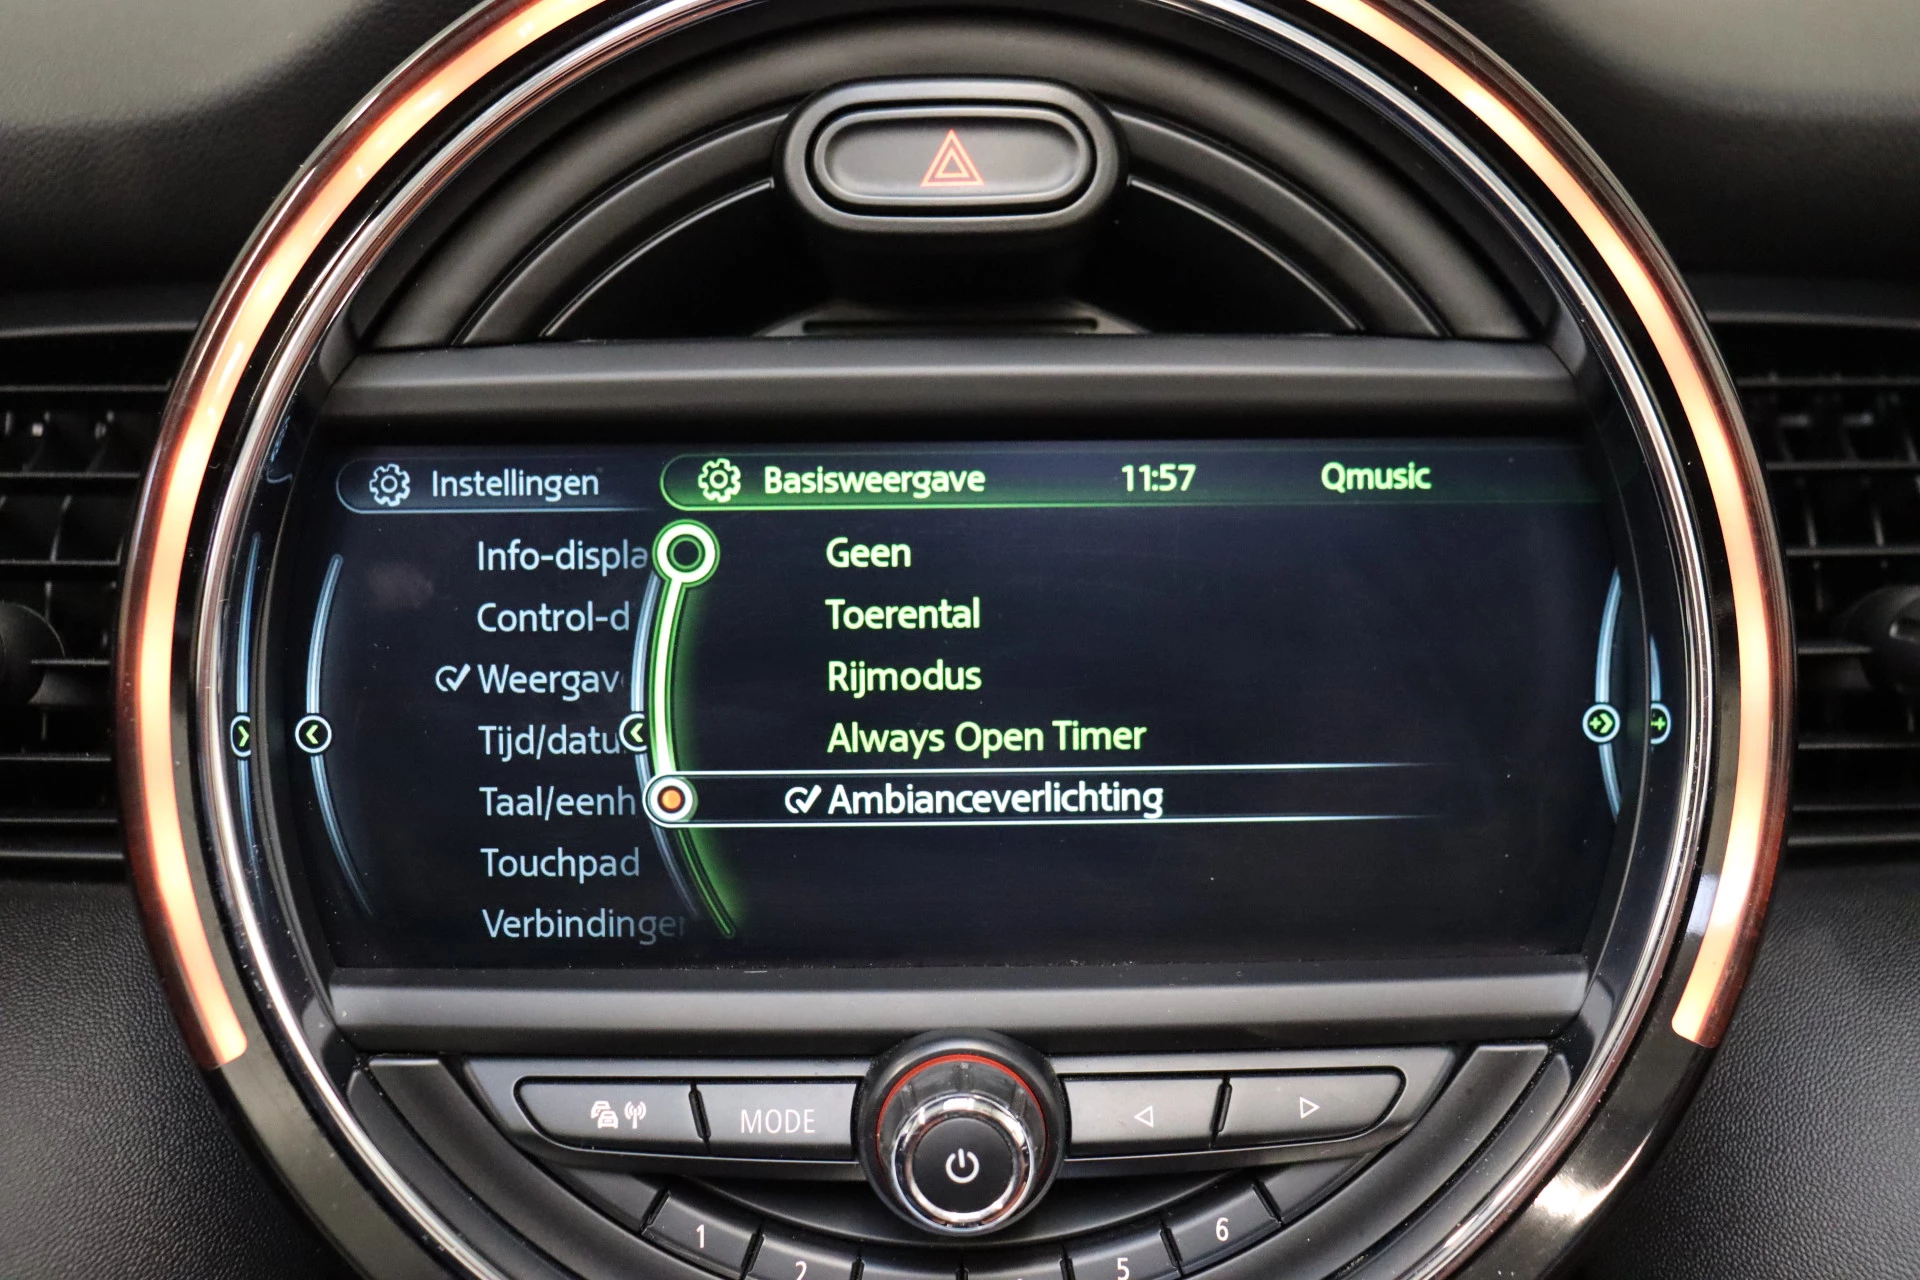 Instellingen
Basisweergave 11:57 Qmusic
Info-displa
Control-d
Weergav
Tijd/datu
Taal/eenh
Touchpad
Verbindingen
Geen
Toerental
Rijmodus
Always Open Timer
Ambianceverlichting
MODE
1
2
5
6